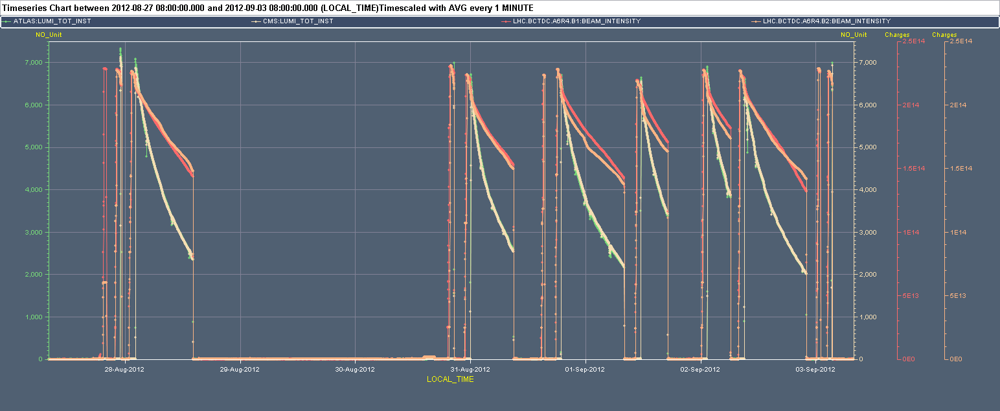 Timeseries Chart between 2012-08-27 08:00:00.000 and 2012-09-03 08:00:00.000 (LOCAL_TIME)Timescaled with AVG every 1 MINUTE
ATLAS:LUMI_TOT_INST CMS:LUMI_TOT_INST LHC.BCTDC.A6R4.B1:BEAM_INTENSITY LHC.BCTDC.A6R4.B2:BEAM_INTENSITY
NO_Unit NO_Unit Charges Charges
2.5E14 2.5E14
7,000 7,000
6,000 6,000 2E14 2E14
5,000 5,000
1.5E14 1.5E14
4,000 4,000
3,000 3,000 1E14 1E14
2,000 2,000
5E13 5E13
1,000 1,000
0 0 0E0 0E0
28-Aug-2012 29-Aug-2012 30-Aug-2012 31-Aug-2012 01-Sep-2012 02-Sep-2012 03-Sep-2012
LOCAL_TIME